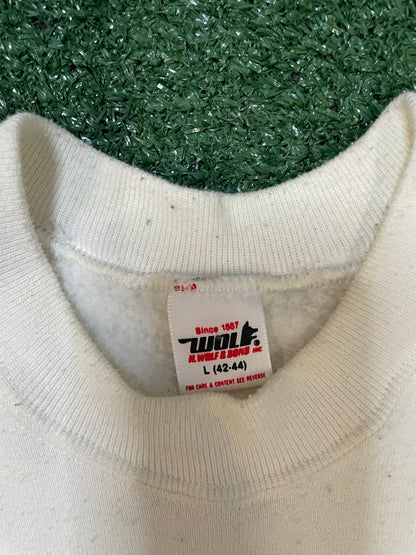 Since 1887
WOLF®
H. WOLF & SONS INC.
L (42-44)
FOR CARE & CONTENT SEE REVERSE